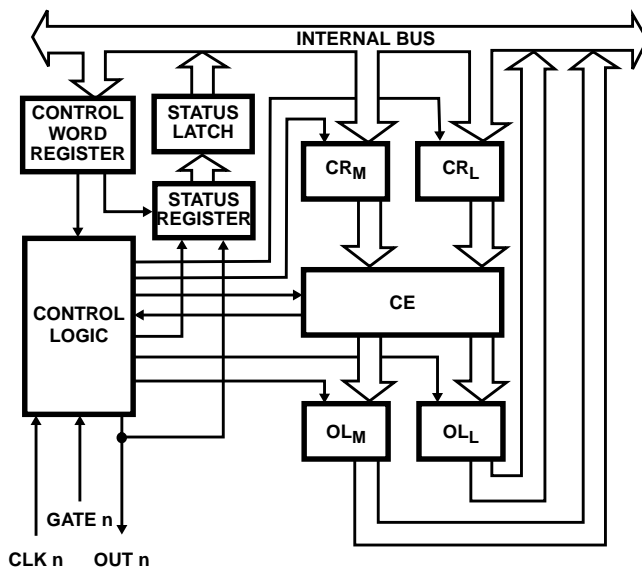 INTERNAL BUS
CONTROL
WORD
REGISTER
STATUS
LATCH
STATUS
REGISTER
CRM
CRL
CONTROL
LOGIC
CE
OLM
OLL
GATE n
CLK n
OUT n